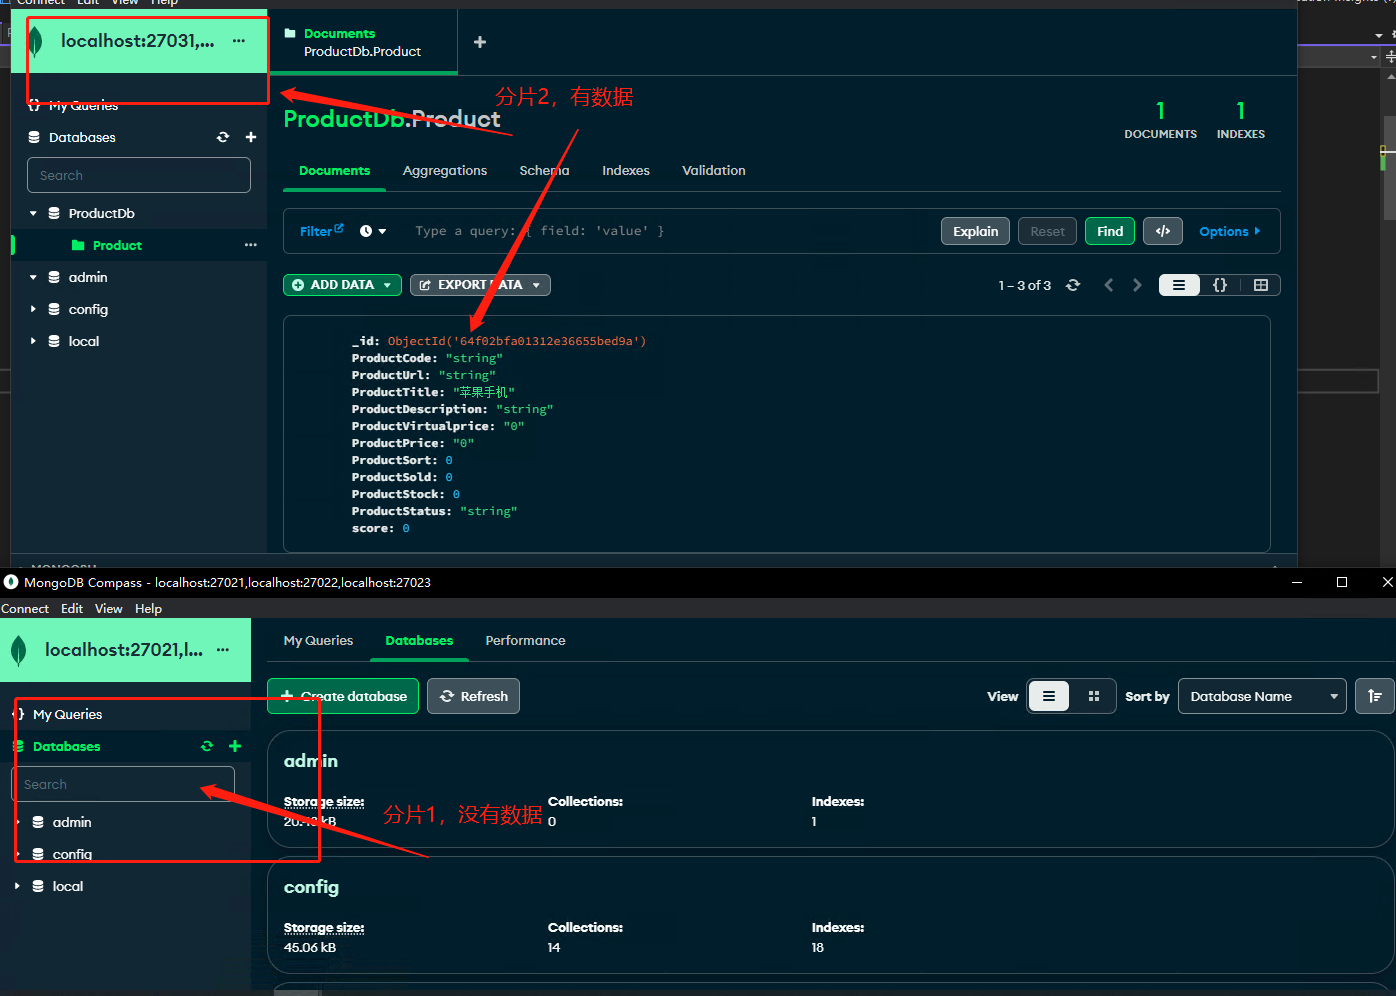 Connect Edit View Help
localhost:27031,... ...
Documents
ProductDb.Product
+
My Queries
Databases
Search
ProductDb
Product ...
admin
config
local
分片2，有数据
ProductDb.Product
1
DOCUMENTS
1
INDEXES
Documents Aggregations Schema Indexes Validation
Filter Type a query: { field: 'value' } Explain Reset Find </> Options
ADD DATA EXPORT DATA 1 – 3 of 3 {}
_id: ObjectId('64f02bfa01312e36655bed9a')
ProductCode: "string"
ProductUrl: "string"
ProductTitle: "苹果手机"
ProductDescription: "string"
ProductVirtualprice: "0"
ProductPrice: "0"
ProductSort: 0
ProductSold: 0
ProductStock: 0
ProductStatus: "string"
score: 0
MongoDB Compass - localhost:27021,localhost:27022,localhost:27023
Connect Edit View Help
localhost:27021,l... ...
My Queries
Databases
Search
admin
config
local
My Queries Databases Performance
Create database Refresh View Sort by Database Name
admin
Storage size: Collections: Indexes:
0 1
分片1，没有数据
config
Storage size: Collections: Indexes:
45.06 kB 14 18